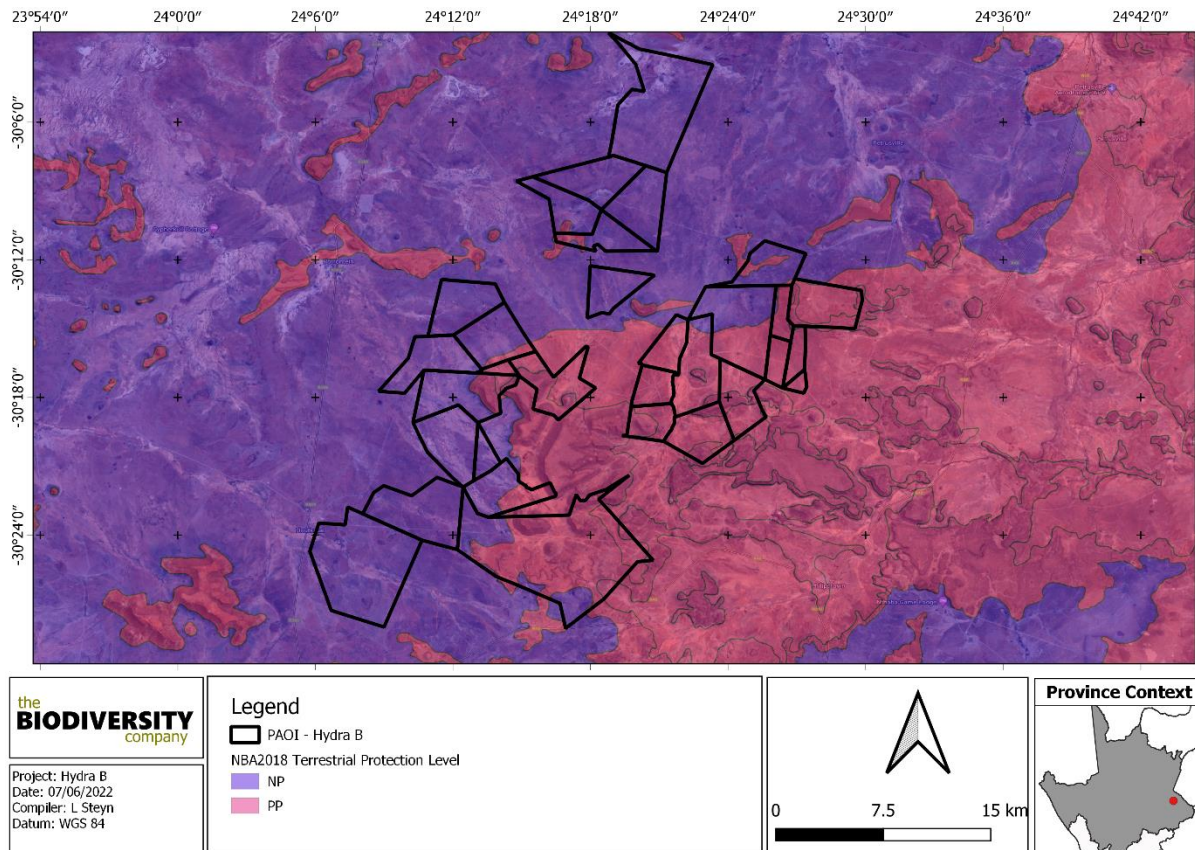 23°54'0" 24°0'0" 24°6'0" 24°12'0" 24°18'0" 24°24'0" 24°30'0" 24°36'0" 24°42'0"
-30°6'0"
-30°12'0"
-30°18'0"
-30°24'0"
the
BIODIVERSITY
company
Project: Hydra B
Date: 07/06/2022
Compiler: L Steyn
Datum: WGS 84
Legend
PAOI - Hydra B
NBA2018 Terrestrial Protection Level
NP
PP
0 7.5 15 km
Province Context